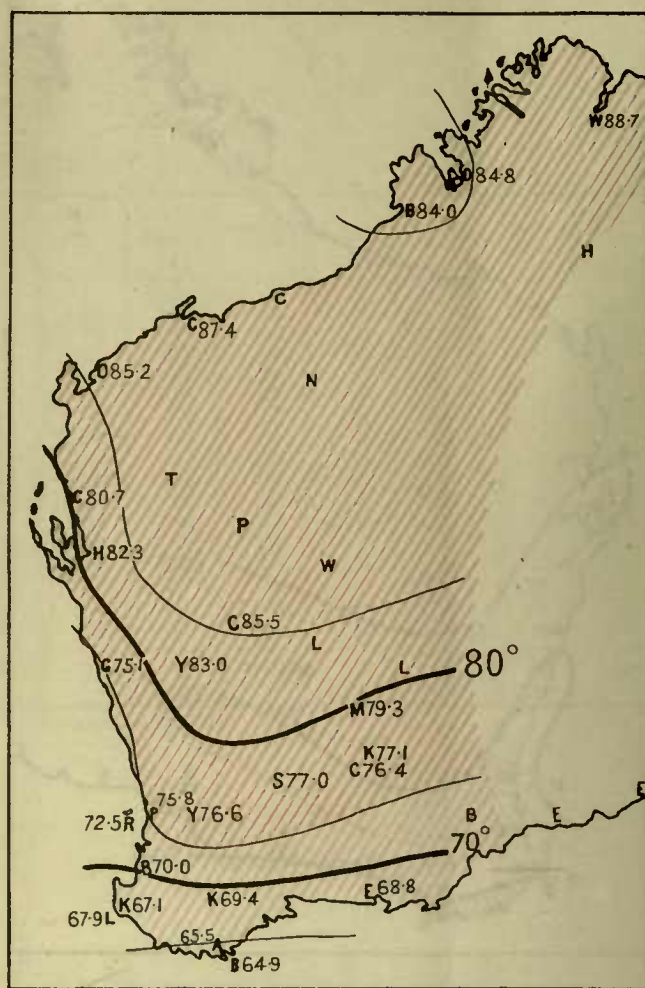 W88·7
D84·8
B84·0
H
C
C87·4
N
O85·2
T
C80·7
P
H82·3
W
C85·5
L
C75·1
Y83·0
L
80°
M79·3
K77·1
C76·4
S77·0
75·8
P
Y76·6
72·5R
B
E
E
70°
B70·0
K67·1
K69·4
E68·8
67·9L
65·5
A
B64·9